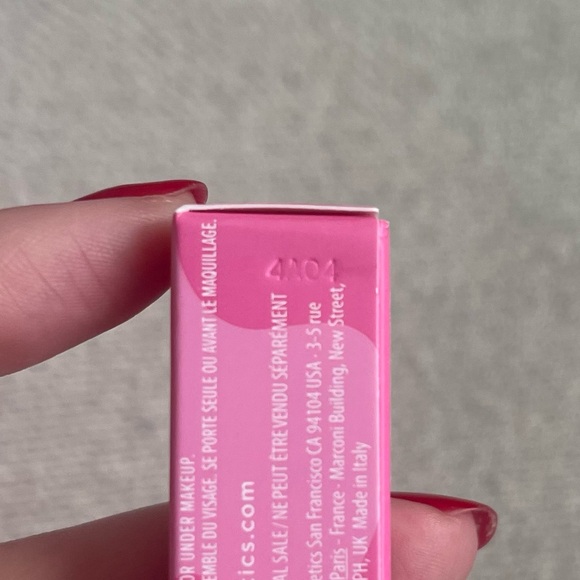 4A04
OR UNDER MAKEUP.
EMBLE DU VISAGE. SE PORTE SEULE OU AVANT LE MAQUILLAGE.
ics.com
AL SALE/ NE PEUT ÊTRE VENDU SÉPARÉMENT
etics San Francisco CA 94104 USA · 3-5 rue
Paris - France · Marconi Building, New Street,
PH, UK Made in Italy